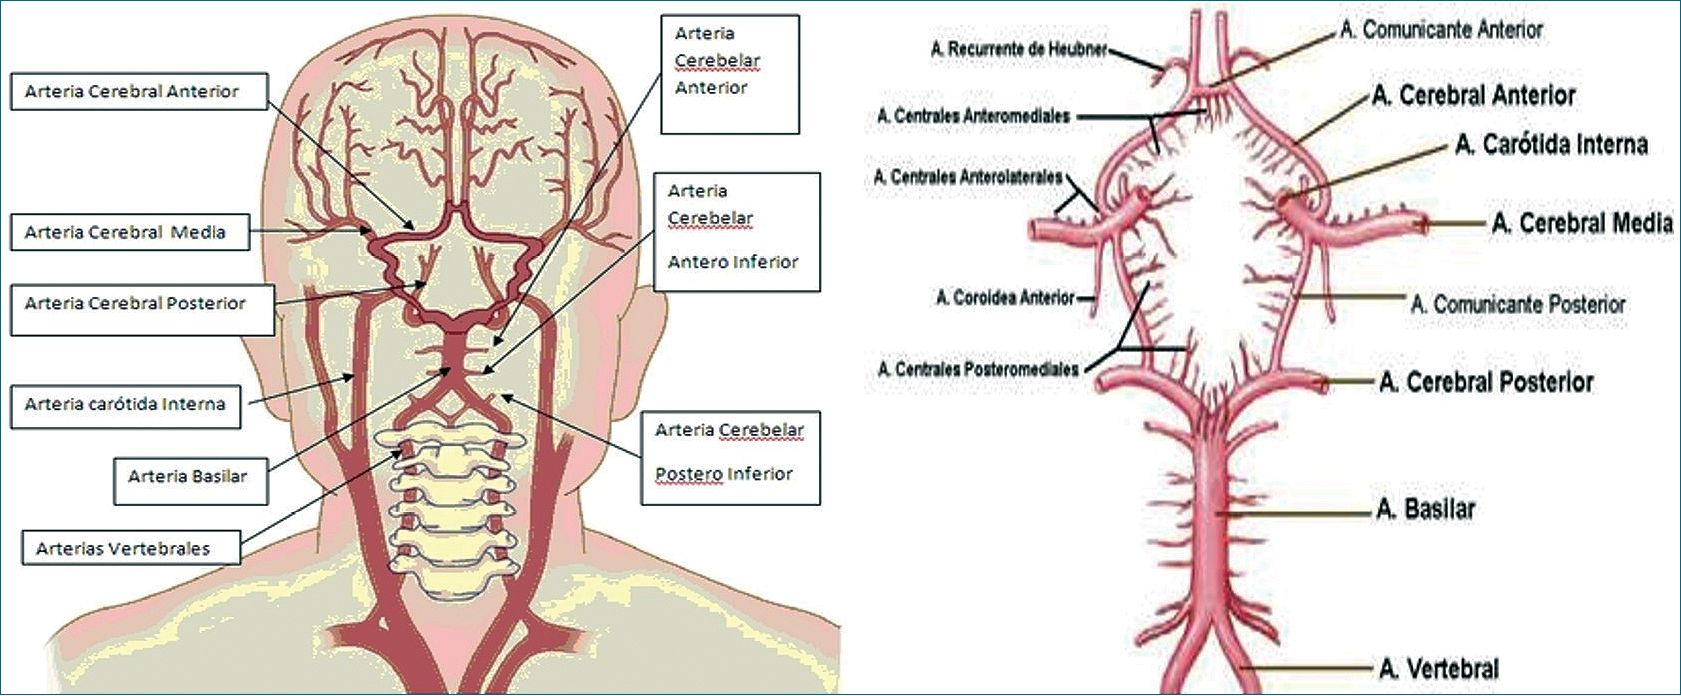 Arteria Cerebral Anterior
Arteria Cerebral Media
Arteria Cerebral Posterior
Arteria carótida Interna
Arteria Basilar
Arterias Vertebrales
Arteria
Cerebelar
Anterior
Arteria
Cerebelar
Antero Inferior
Arteria Cerebelar
Postero Inferior
A. Recurrente de Heubner
A. Centrales Anteromediales
A. Centrales Anterolaterales
A. Coroidea Anterior
A. Centrales Posteromediales
A. Comunicante Anterior
A. Cerebral Anterior
A. Carótida Interna
A. Cerebral Media
A. Comunicante Posterior
A. Cerebral Posterior
A. Basilar
A. Vertebral